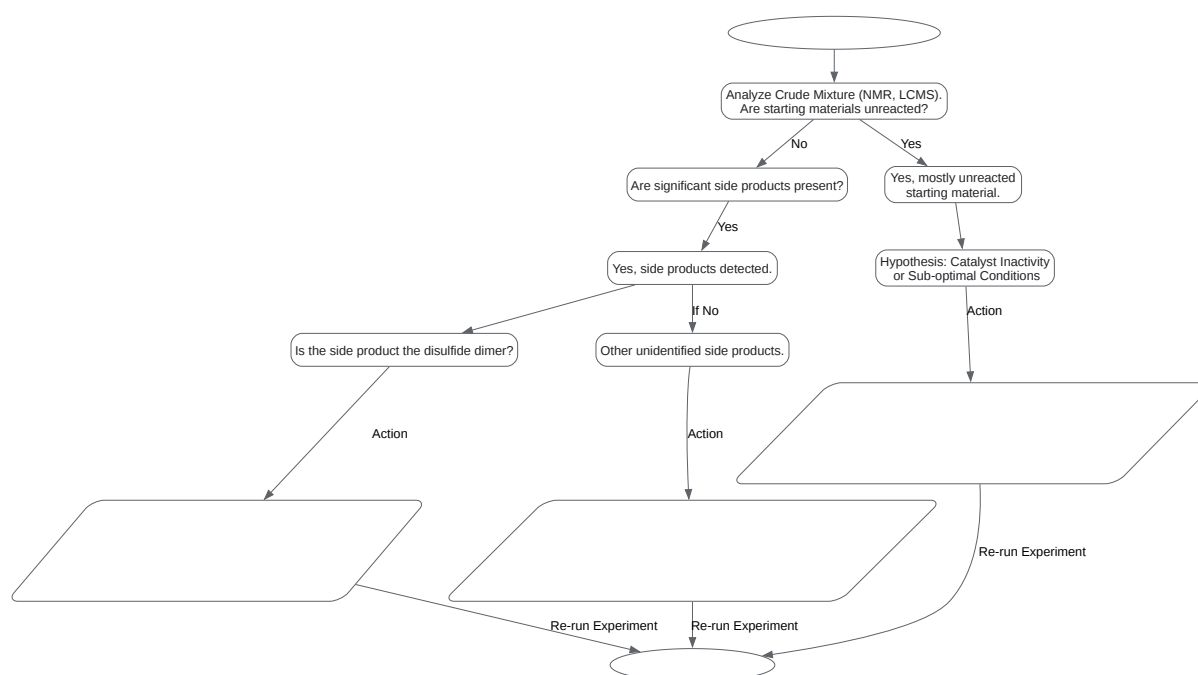 Analyze Crude Mixture (NMR, LCMS).
Are starting materials unreacted?
No
Yes
Are significant side products present?
Yes, mostly unreacted
starting material.
Yes
Yes, side products detected.
Hypothesis: Catalyst Inactivity
or Sub-optimal Conditions
If No
Action
Is the side product the disulfide dimer?
Other unidentified side products.
Action
Action
Re-run Experiment
Re-run Experiment
Re-run Experiment